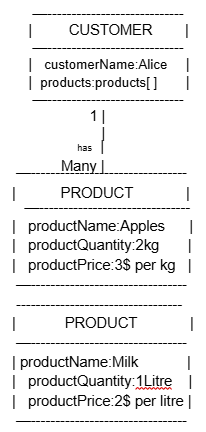 CUSTOMER
customerName:Alice
products:products[ ]
1
has
Many
PRODUCT
productName:Apples
productQuantity:2kg
productPrice:3$ per kg
PRODUCT
productName:Milk
productQuantity:1Litre
productPrice:2$ per litre